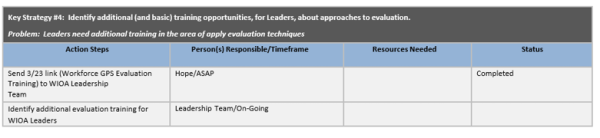 Key Strategy #4: Identify additional (and basic) training opportunities, for Leaders, about approaches to evaluation.
Problem: Leaders need additional training in the area of apply evaluation techniques
Action Steps Person(s) Responsible/Timeframe Resources Needed Status
Send 3/23 link (Workforce GPS Evaluation Hope/ASAP Completed
Training) to WIOA Leadership
Team
Identify additional evaluation training for Leadership Team/On-Going
WIOA Leaders